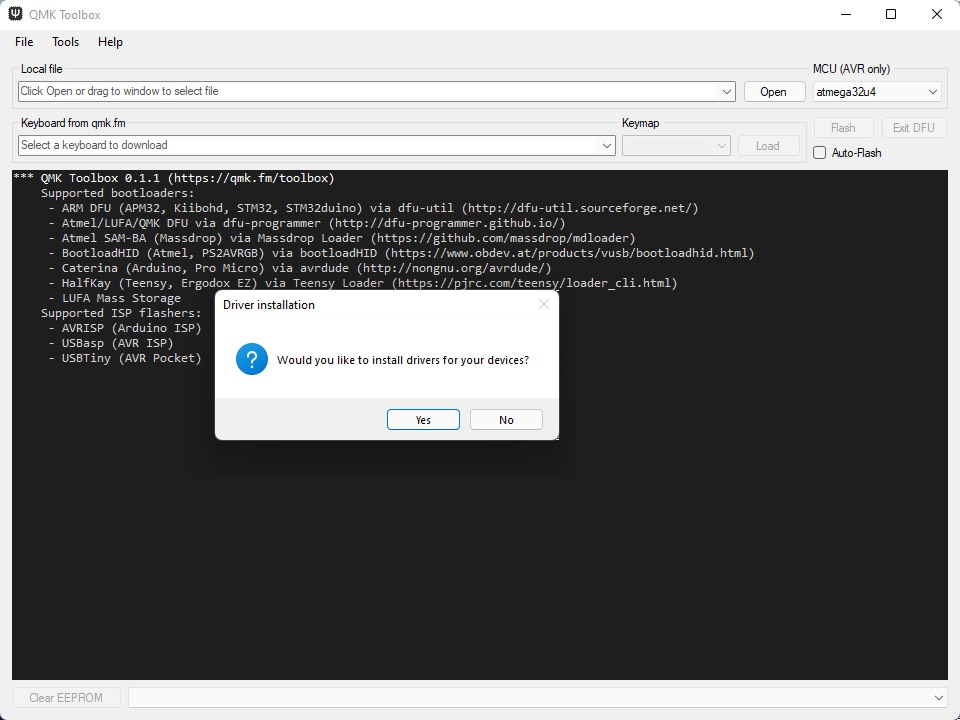 QMK Toolbox
File Tools Help
Local file
MCU (AVR only)
Click Open or drag to window to select file
Open
atmega32u4
Keyboard from qmk.fm
Keymap
Flash
Exit DFU
Select a keyboard to download
Load
Auto-Flash
*** QMK Toolbox 0.1.1 (https://qmk.fm/toolbox)
Supported bootloaders:
- ARM DFU (APM32, Kiibohd, STM32, STM32duino) via dfu-util (http://dfu-util.sourceforge.net/)
- Atmel/LUFA/QMK DFU via dfu-programmer (http://dfu-programmer.github.io/)
- Atmel SAM-BA (Massdrop) via Massdrop Loader (https://github.com/massdrop/mdloader)
- BootloadHID (Atmel, PS2AVRGB) via bootloadHID (https://www.obdev.at/products/vusb/bootloadhid.html)
- Caterina (Arduino, Pro Micro) via avrdude (http://nongnu.org/avrdude/)
- HalfKay (Teensy, Ergodox EZ) via Teensy Loader (https://pjrc.com/teensy/loader_cli.html)
- LUFA Mass Storage
Supported ISP flashers:
- AVRISP (Arduino ISP)
- USBasp (AVR ISP)
- USBTiny (AVR Pocket)
Driver installation
Would you like to install drivers for your devices?
Yes
No
Clear EEPROM